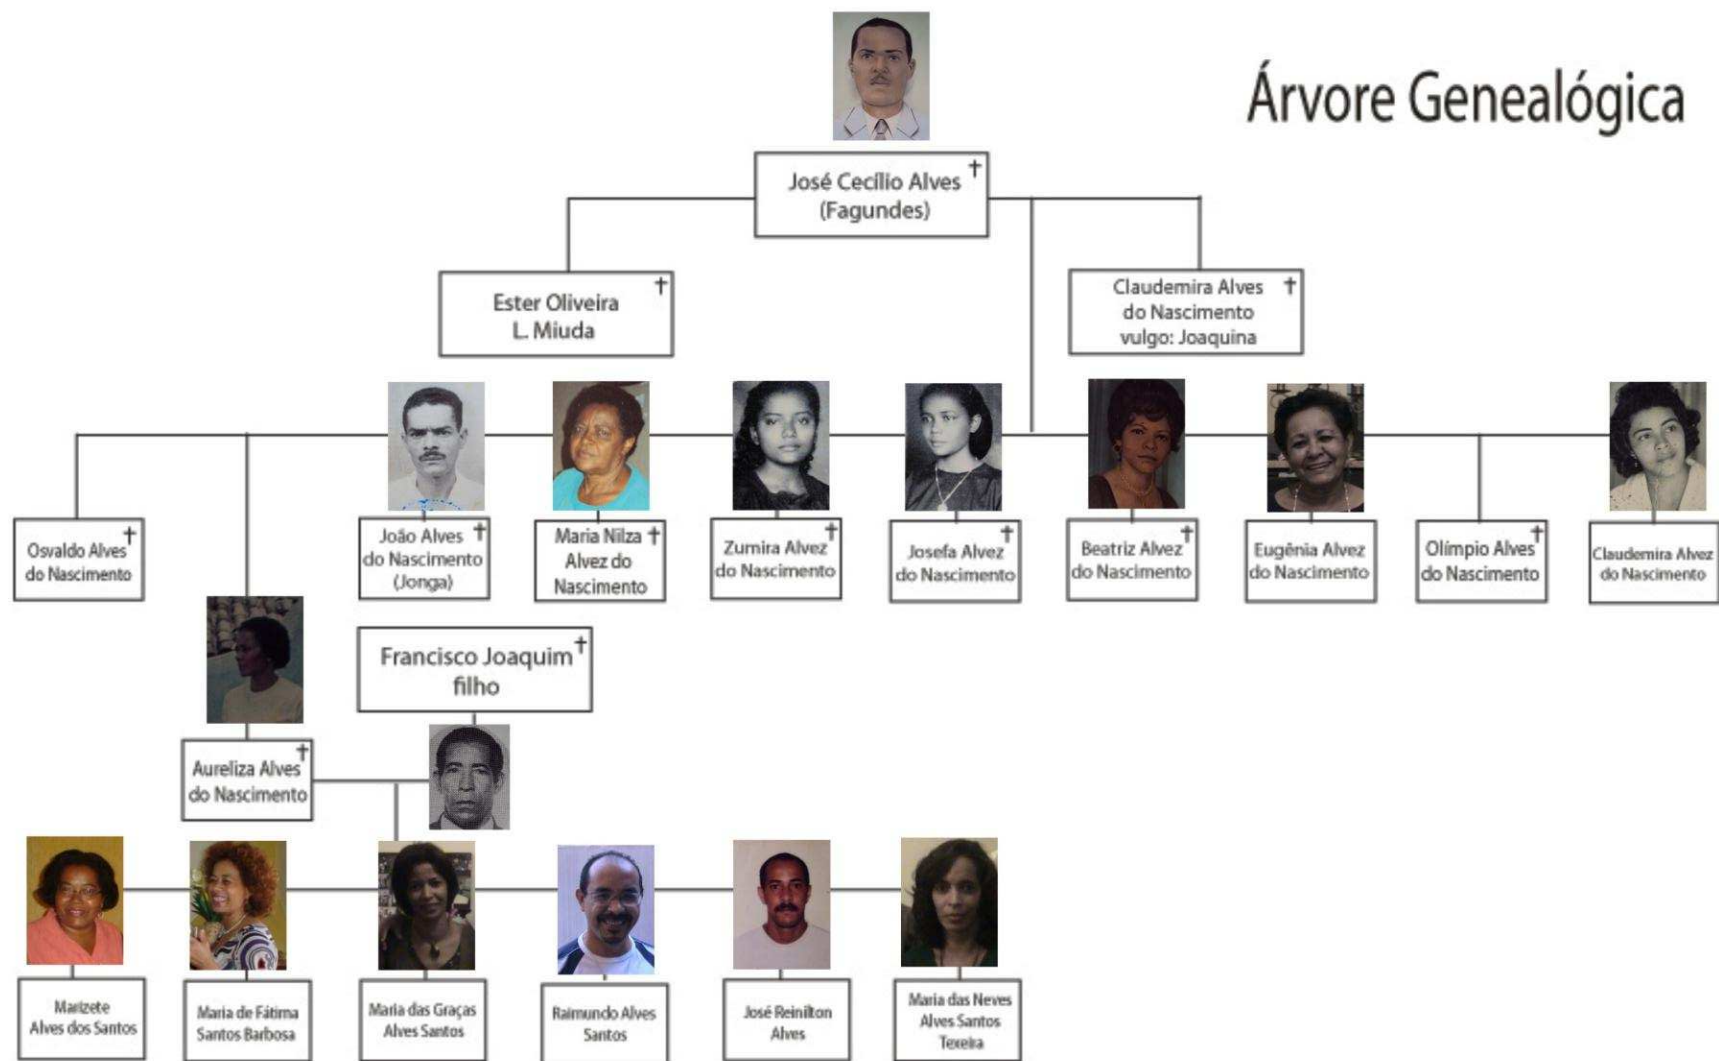 Árvore Genealógica
José Cecílio Alves †
(Fagundes)
Ester Oliveira †
L. Miuda
Claudemira Alves †
do Nascimento
vulgo: Joaquina
Osvaldo Alves †
do Nascimento
João Alves †
do Nascimento
(Jonga)
Maria Nilza †
Alvez do
Nascimento
Zumira Alvez †
do Nascimento
Josefa Alvez †
do Nascimento
Beatriz Alvez †
do Nascimento
Eugênia Alvez
do Nascimento
Olímpio Alves †
do Nascimento
Claudemira Alvez
do Nascimento
Francisco Joaquim †
filho
Aureliza Alves †
do Nascimento
Marizete
Alves dos Santos
Maria de Fátima
Santos Barbosa
Maria das Graças
Alves Santos
Raimundo Alves
Santos
José Reinilton
Alves
Maria das Neves
Alves Santos
Texeira